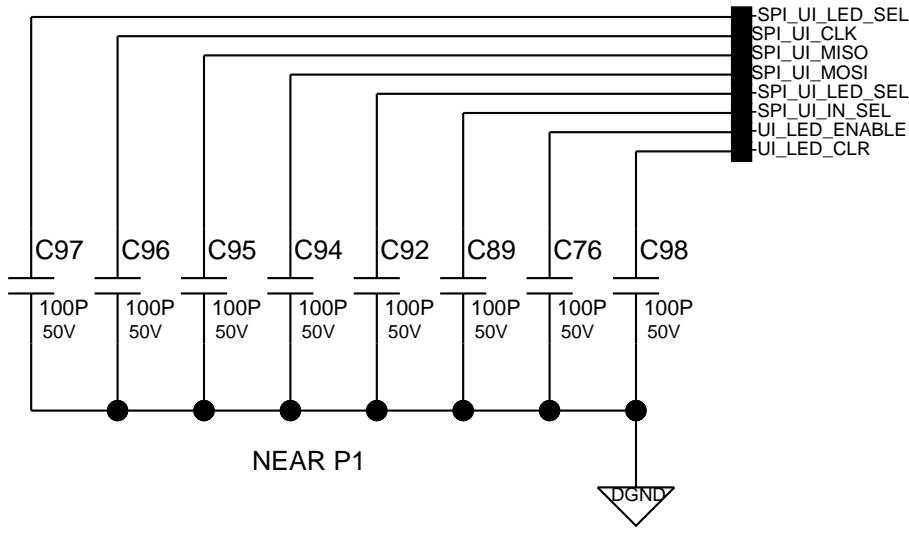 SPI_UI_LED_SEL
SPI_UI_CLK
SPI_UI_MISO
SPI_UI_MOSI
SPI_UI_LED_SEL
SPI_UI_IN_SEL
UI_LED_ENABLE
UI_LED_CLR
C97 C96 C95 C94 C92 C89 C76 C98
100P 100P 100P 100P 100P 100P 100P 100P
50V 50V 50V 50V 50V 50V 50V 50V
NEAR P1
DGND